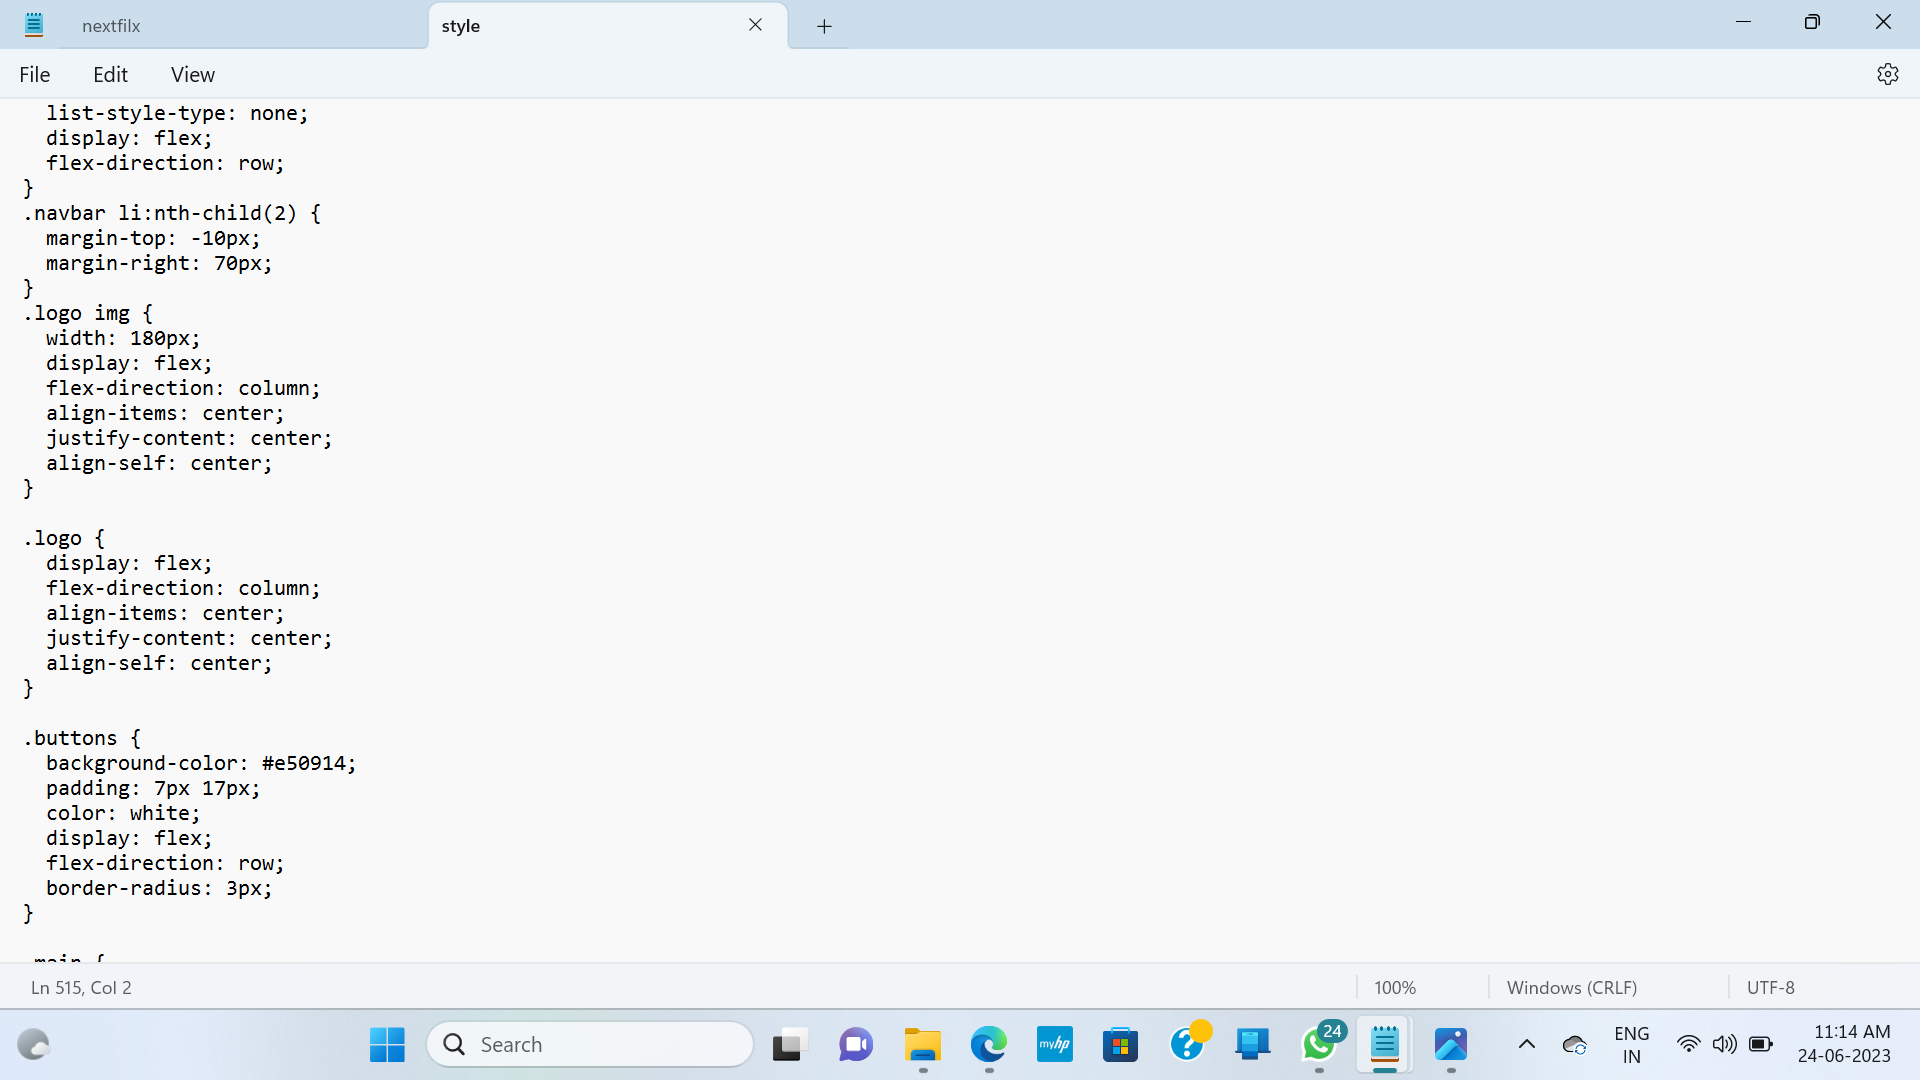 nextfilx
style
File Edit View
list-style-type: none;
display: flex;
flex-direction: row;
}
.navbar li:nth-child(2) {
margin-top: -10px;
margin-right: 70px;
}
.logo img {
width: 180px;
display: flex;
flex-direction: column;
align-items: center;
justify-content: center;
align-self: center;
}
.logo {
display: flex;
flex-direction: column;
align-items: center;
justify-content: center;
align-self: center;
}
.buttons {
background-color: #e50914;
padding: 7px 17px;
color: white;
display: flex;
flex-direction: row;
border-radius: 3px;
}
main {
Ln 515, Col 2
100%
Windows (CRLF)
UTF-8
Search
myhp
24
ENG
IN
11:14 AM
24-06-2023